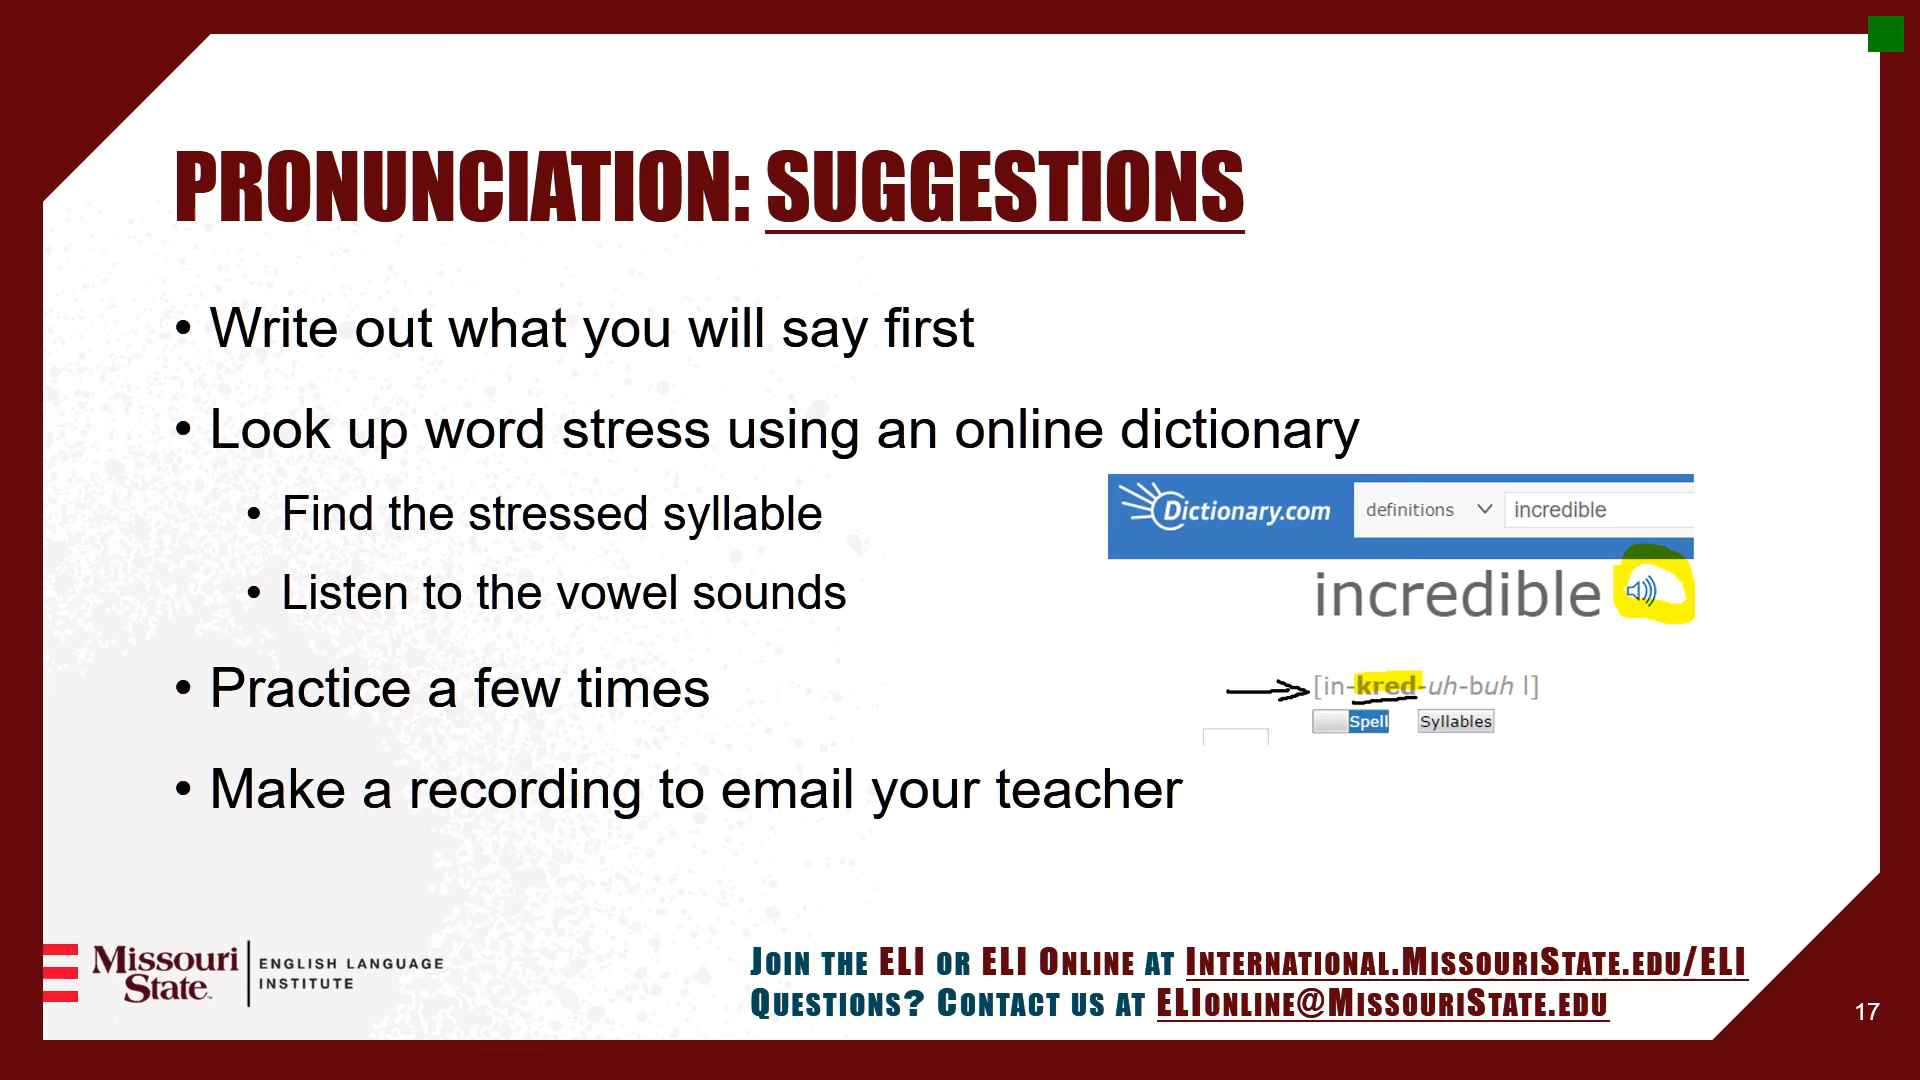 PRONUNCIATION: SUGGESTIONS
• Write out what you will say first
• Look up word stress using an online dictionary
• Find the stressed syllable
• Listen to the vowel sounds
• Practice a few times
• Make a recording to email your teacher
Dictionary.com definitions incredible
incredible
[in-kred-uh-buh l]
Spell Syllables
Missouri State™
ENGLISH LANGUAGE
INSTITUTE
JOIN THE ELI OR ELI ONLINE AT INTERNATIONAL.MISSOURISTATE.EDU/ELI
QUESTIONS? CONTACT US AT ELIONLINE@MISSOURISTATE.EDU
17